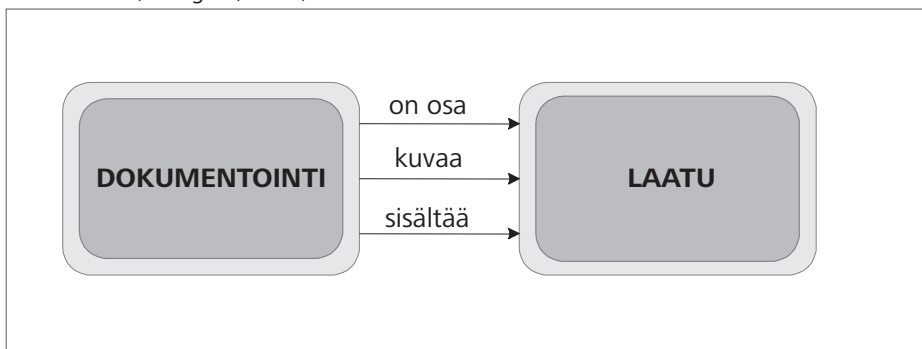 on osa
DOKUMENTOINTI
kuvaa
LAATU
sisältää